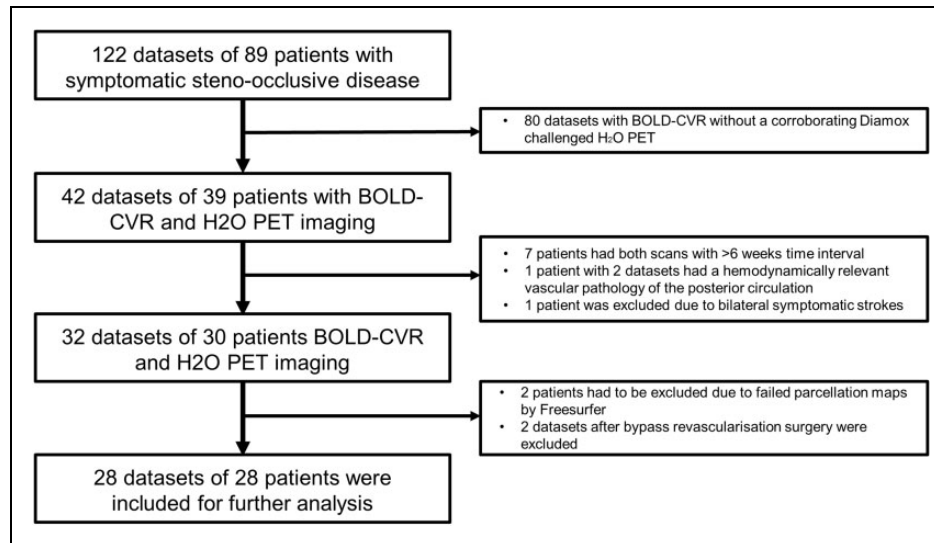 122 datasets of 89 patients with
symptomatic steno-occlusive disease
• 80 datasets with BOLD-CVR without a corroborating Diamox
challenged H₂O PET
42 datasets of 39 patients with BOLD-
CVR and H2O PET imaging
• 7 patients had both scans with >6 weeks time interval
• 1 patient with 2 datasets had a hemodynamically relevant
vascular pathology of the posterior circulation
• 1 patient was excluded due to bilateral symptomatic strokes
32 datasets of 30 patients BOLD-CVR
and H2O PET imaging
• 2 patients had to be excluded due to failed parcellation maps
by Freesurfer
• 2 datasets after bypass revascularisation surgery were
excluded
28 datasets of 28 patients were
included for further analysis